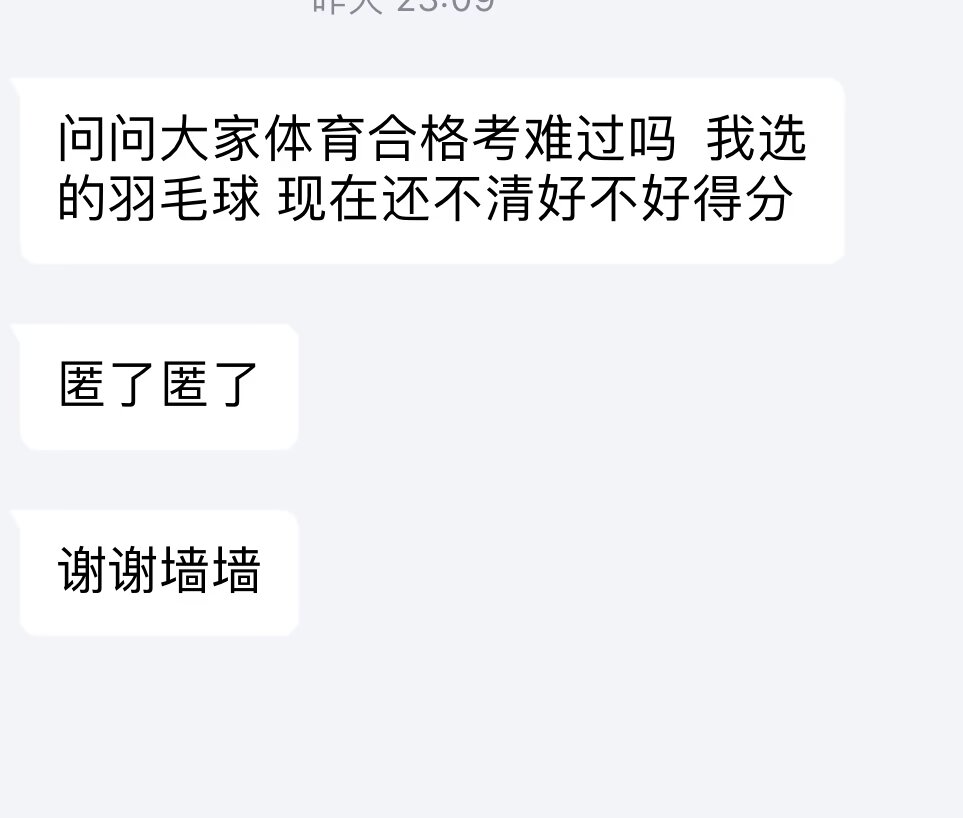 昨天 23:09
问问大家体育合格考难过吗 我选
的羽毛球 现在还不清好不好得分
匿了匿了
谢谢墙墙